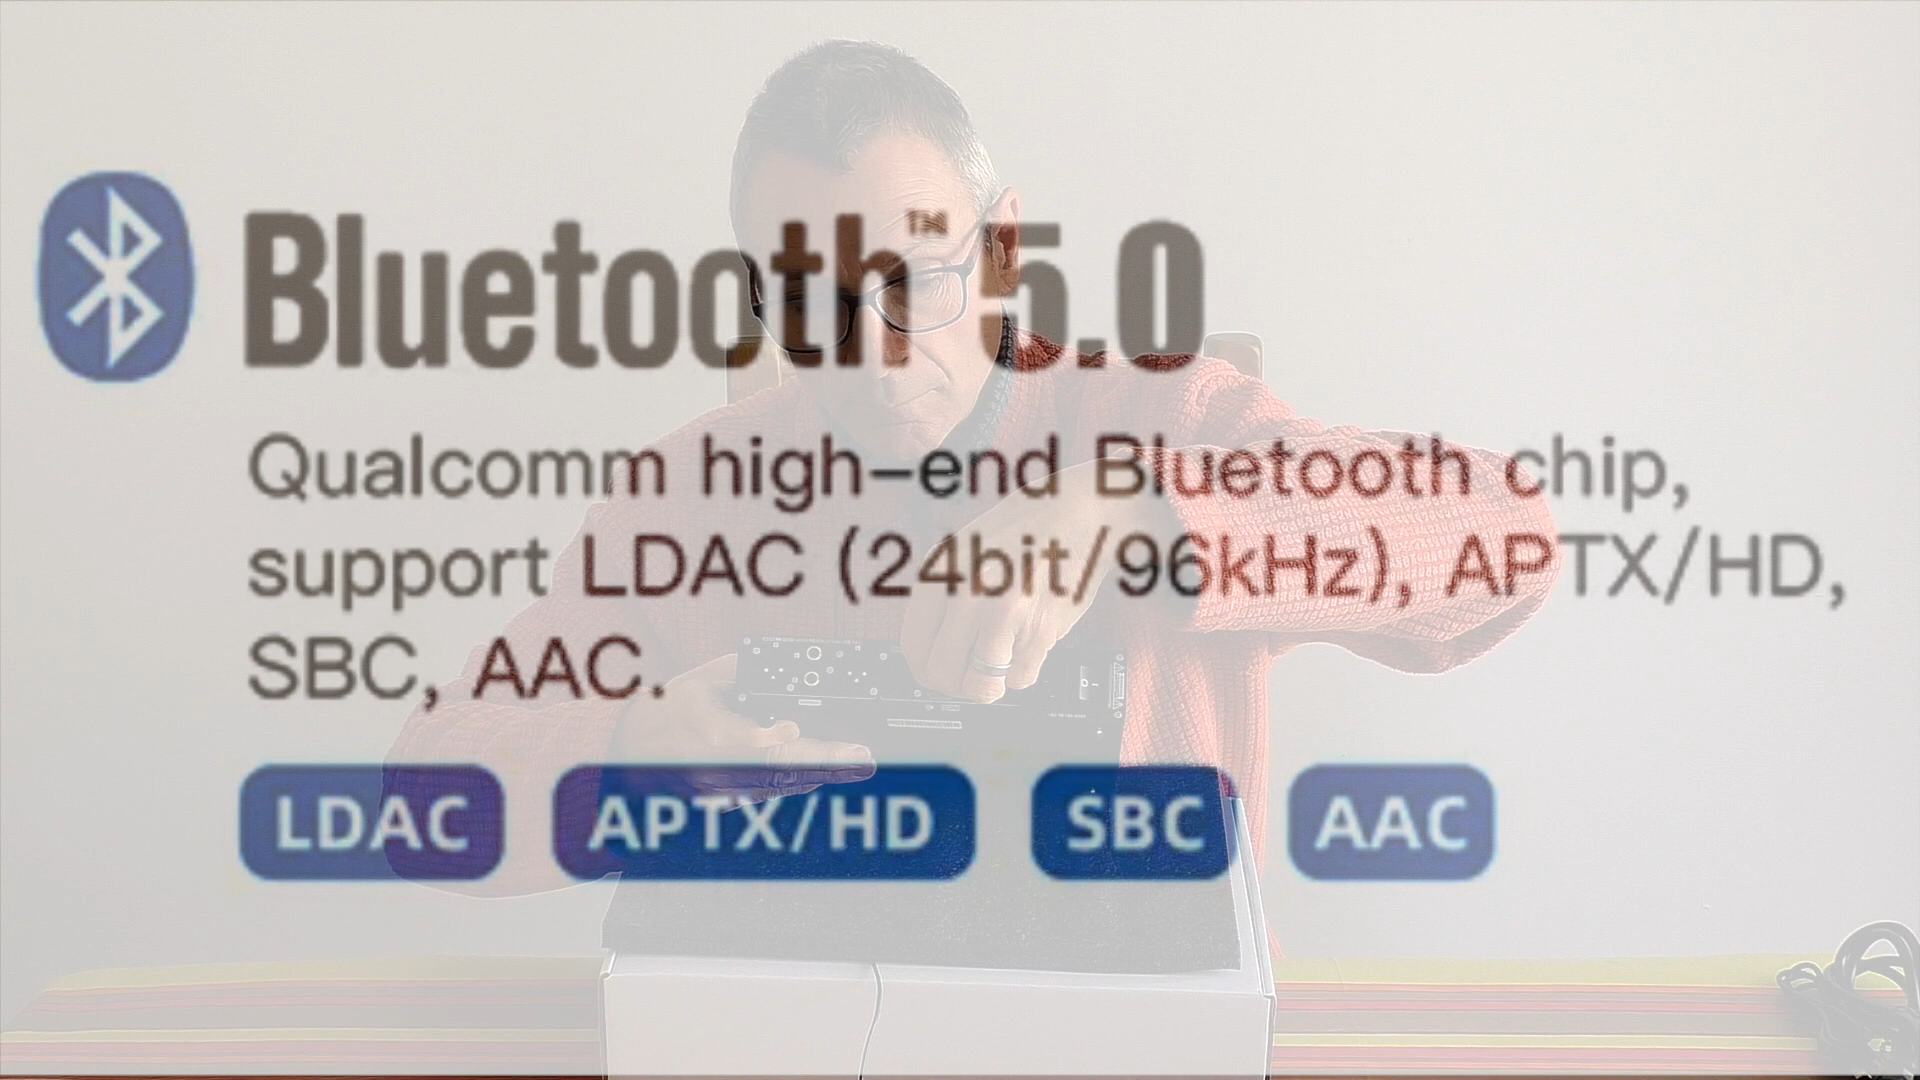 Bluetooth™ 5.0
Qualcomm high-end Bluetooth chip,
support LDAC (24bit/96kHz), APTX/HD,
SBC, AAC.
LDAC APTX/HD SBC AAC